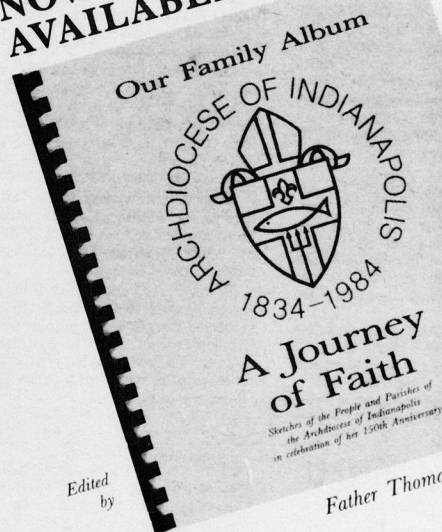 AVAILABLE
Our Family Album
ARCHDIOCESE OF INDIANAPOLIS
1834–1984
A Journey
of Faith
Sketches of the People and Parishes of
the Archdiocese of Indianapolis
in celebration of her 150th Anniversary
Edited
by
Father Thoma